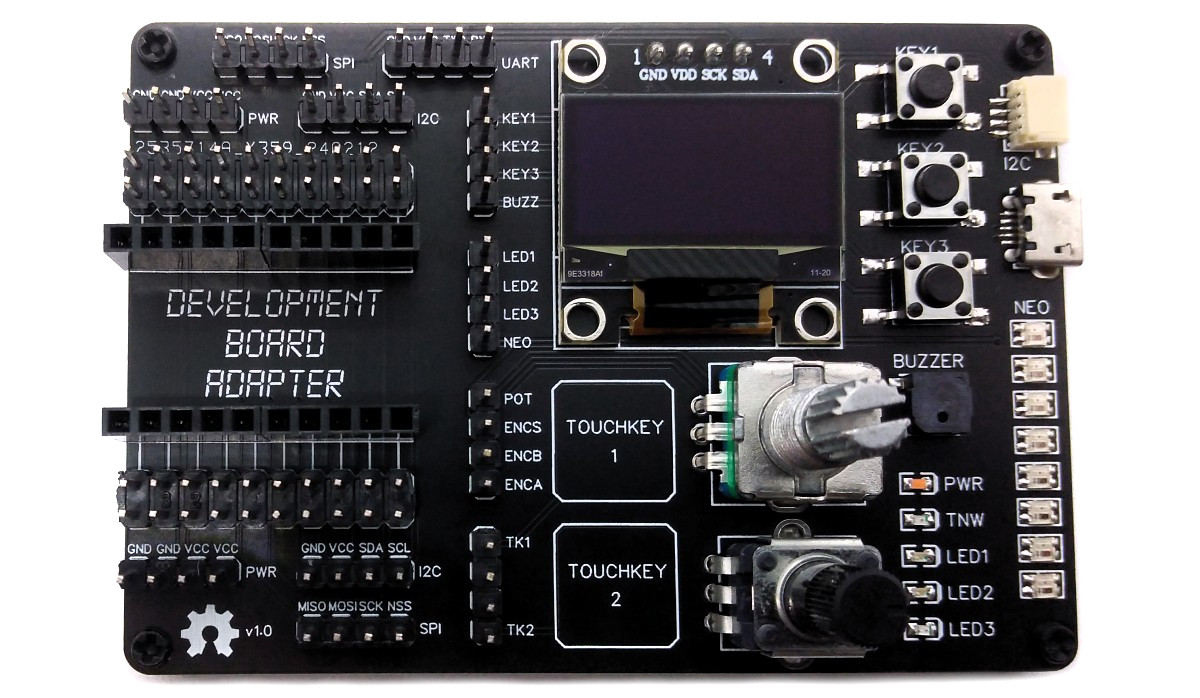 SPI
UART
1 4
GND VDD SCK SDA
KEY1
I2C
PWR
I2C
KEY1
KEY2
KEY3
BUZZ
KEY2
KEY3
LED1
LED2
LED3
NEO
9E3318A1
11-20
NEO
DEVELOPMENT
BOARD
ADAPTER
BUZZER
POT
ENCS
ENCB
ENCA
TOUCHKEY
1
PWR
TNW
LED1
LED2
LED3
TK1
TK2
TOUCHKEY
2
GND GND VCC VCC
PWR
GND VCC SDA SCL
I2C
MISO MOSI SCK NSS
SPI
v1.0